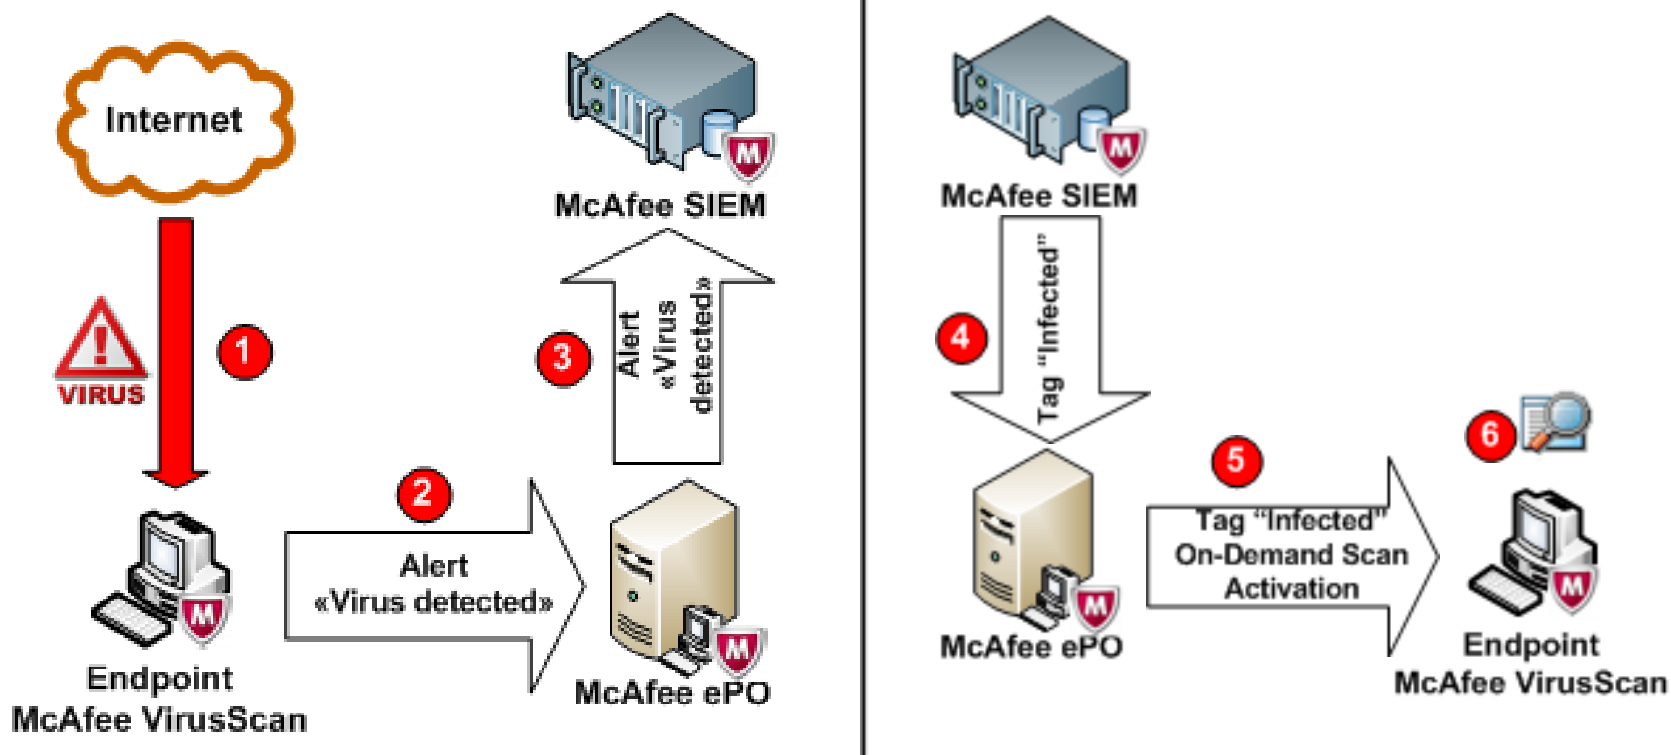 Internet
VIRUS
1
Endpoint
McAfee VirusScan
2
Alert
«Virus detected»
McAfee ePO
3
Alert
«Virus
detected»
McAfee SIEM
McAfee SIEM
4
Tag “Infected”
McAfee ePO
5
Tag “Infected”
On-Demand Scan
Activation
6
Endpoint
McAfee VirusScan